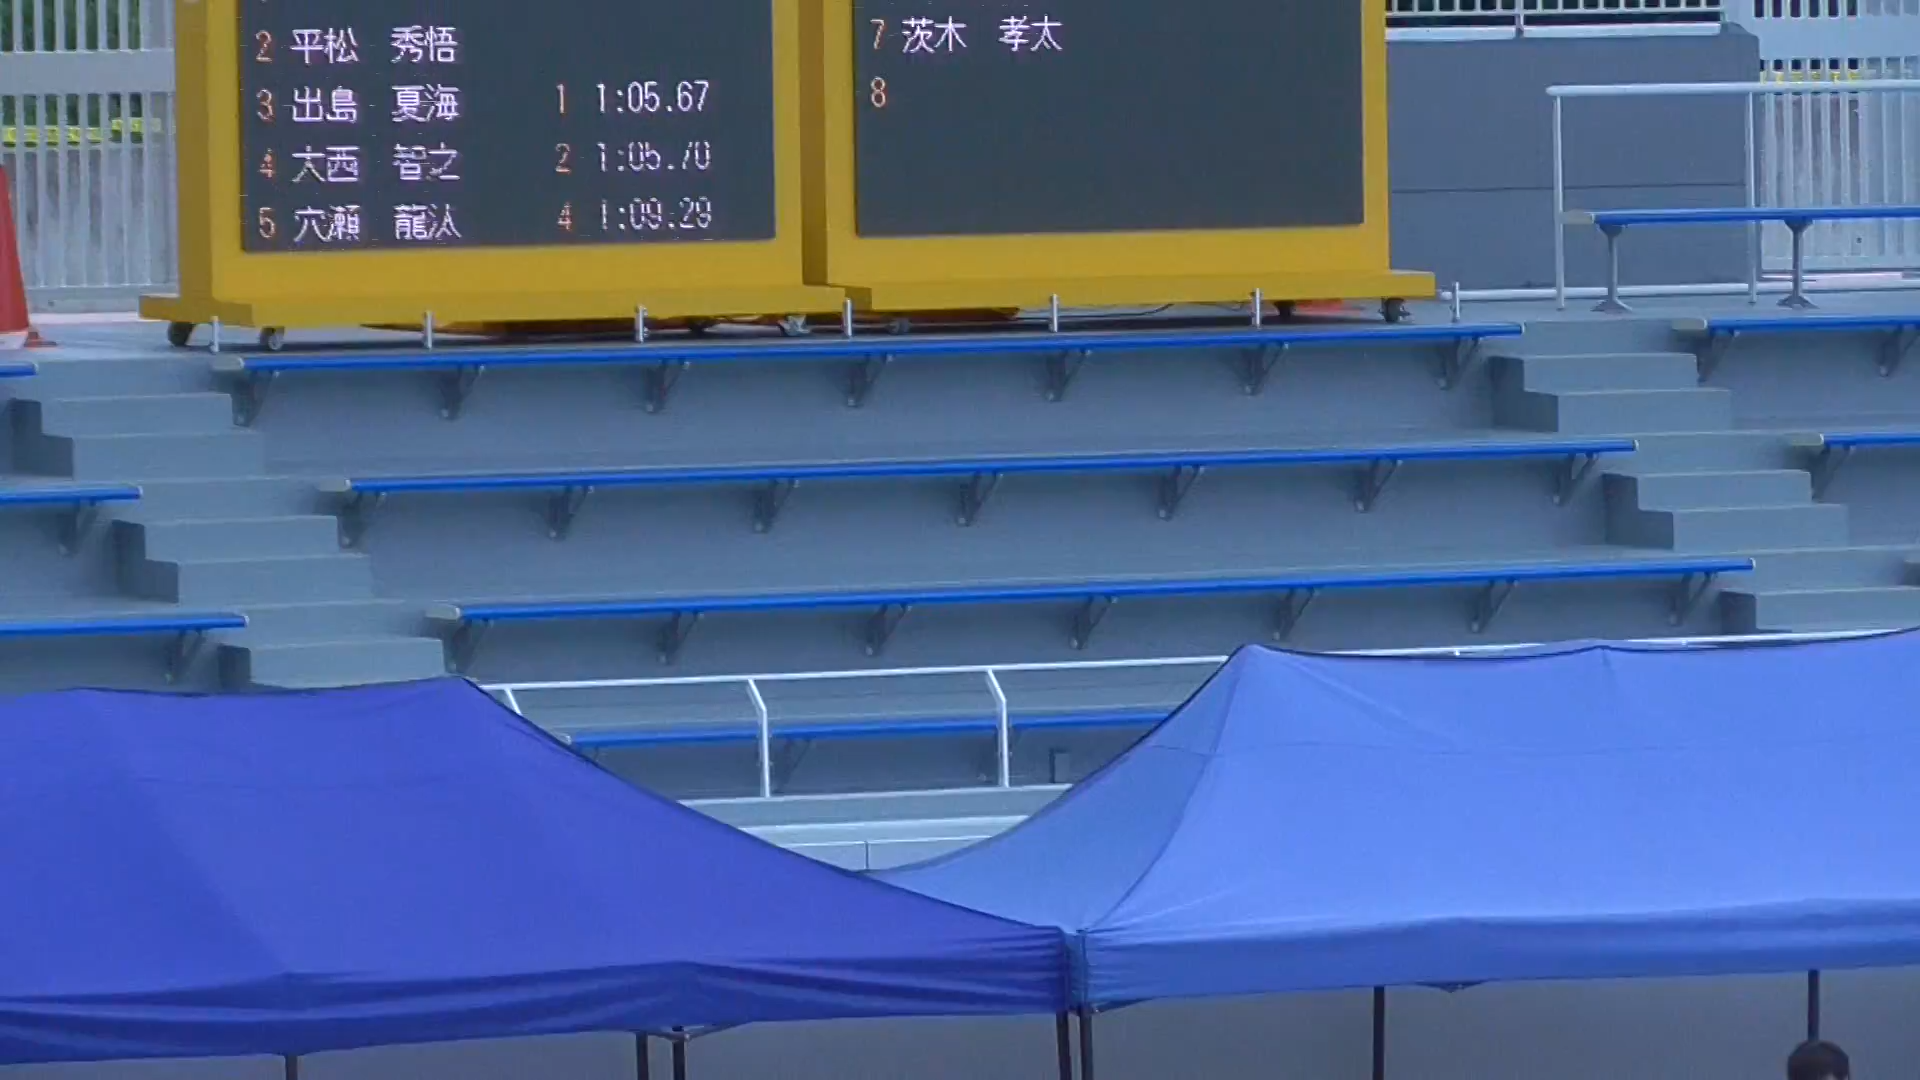 2 平松 秀悟
3 出島 夏海 1 1:05.67
4 大西 智之 2 1:05.70
5 穴瀬 龍汰 4 1:09.29
7 茨木 孝太
8